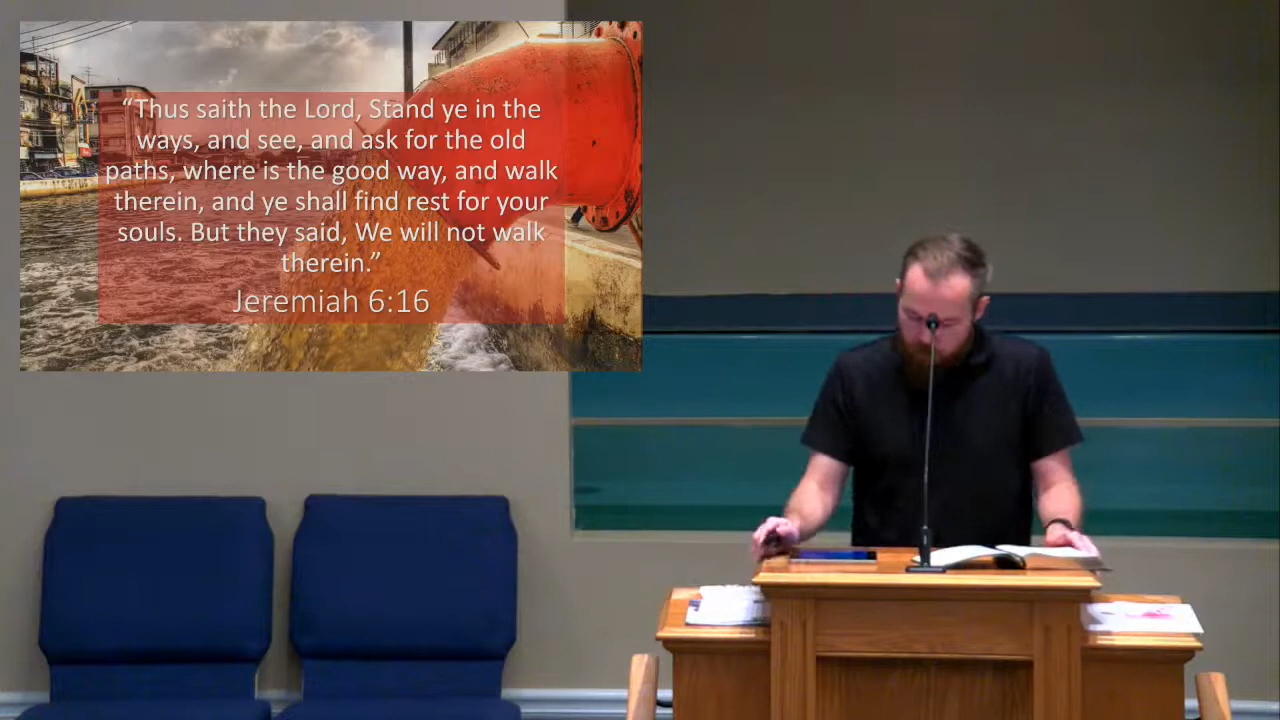 “Thus saith the Lord, Stand ye in the
ways, and see, and ask for the old
paths, where is the good way, and walk
therein, and ye shall find rest for your
souls. But they said, We will not walk
therein.”
Jeremiah 6:16